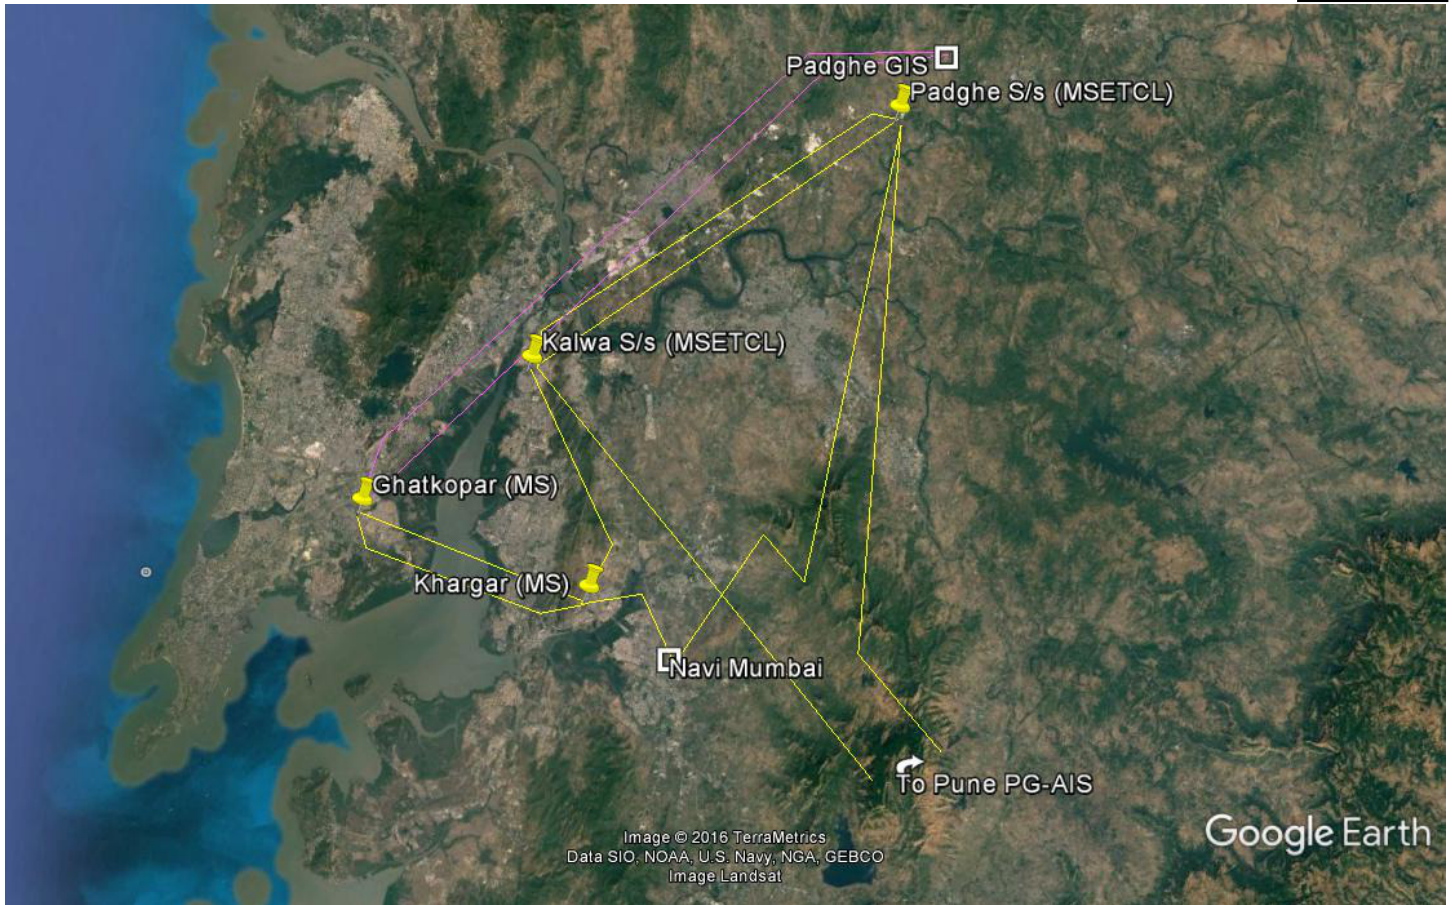 Padghe GIS
Padghe S/s (MSETCL)
Kalwa S/s (MSETCL)
Ghatkopar (MS)
Khargar (MS)
Navi Mumbai
To Pune PG-AIS
Image © 2016 TerraMetrics
Data SIO, NOAA, U.S. Navy, NGA, GEBCO
Image Landsat
Google Earth